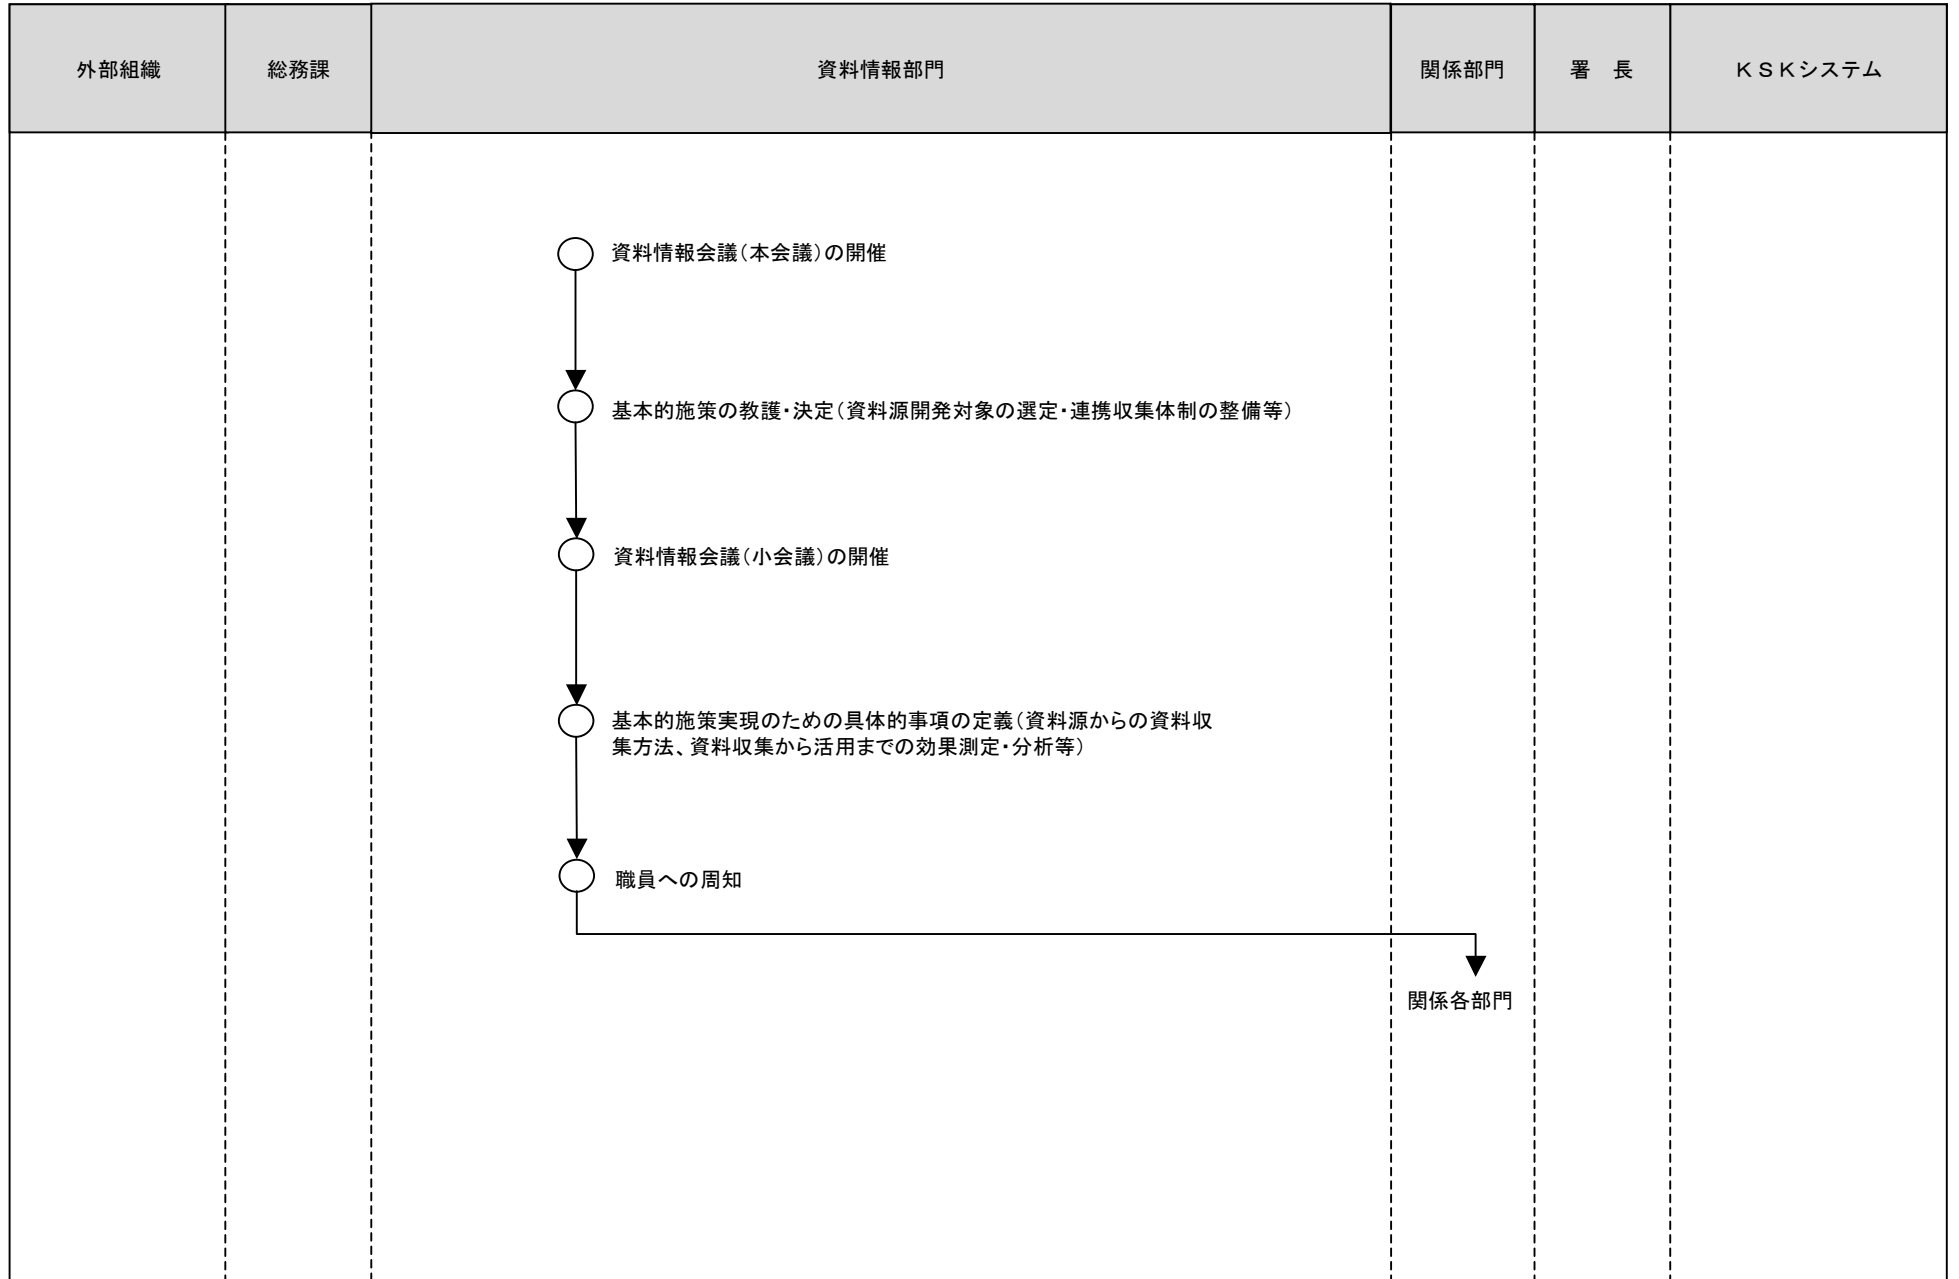 外部組織
総務課
資料情報部門
関係部門
署　長
ＫＳＫシステム
資料情報会議（本会議）の開催
基本的施策の教護・決定（資料源開発対象の選定・連携収集体制の整備等）
資料情報会議（小会議）の開催
基本的施策実現のための具体的事項の定義（資料源からの資料収
集方法、資料収集から活用までの効果測定・分析等）
職員への周知
関係各部門